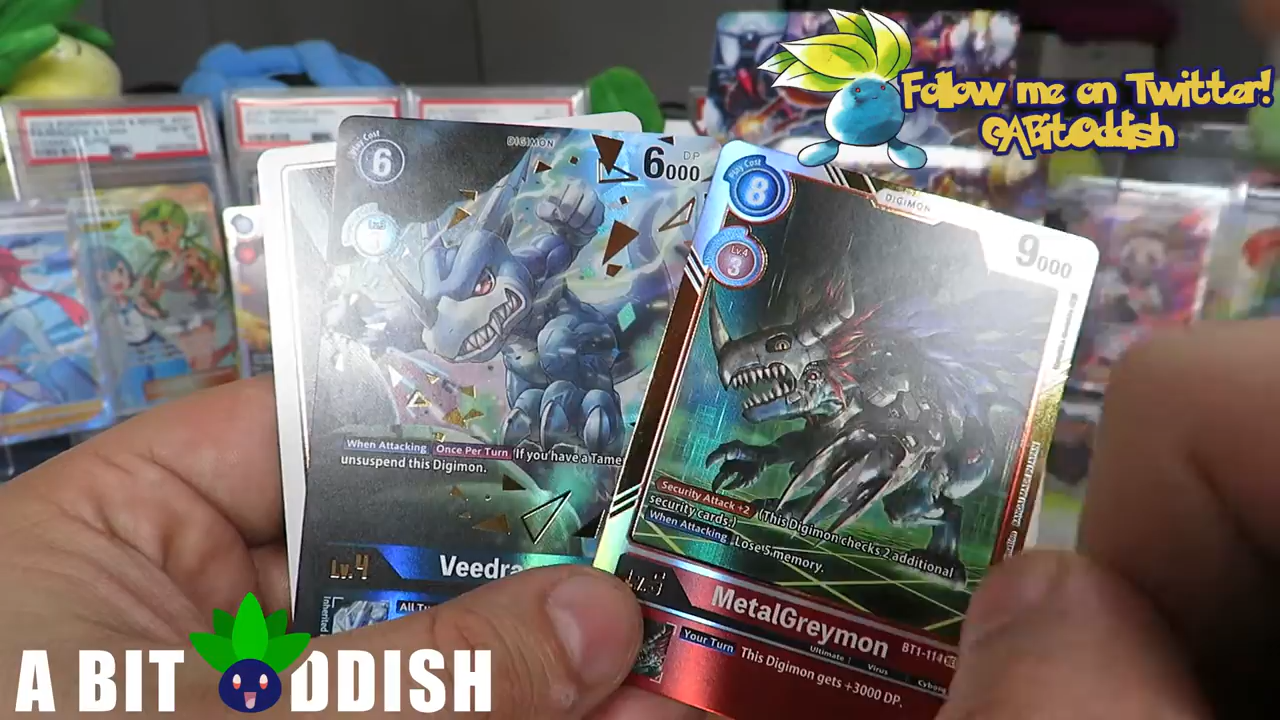 Follow me on Twitter!
@ABitOddish
Play Cost
6
DIGIMON
6000
DP
When Attacking Once Per Turn If you have a Tame
unsuspend this Digimon.
Lv.4
Veedra
Inherited
All Tu
Play Cost
8
DIGIMON
9000
Lv.4
3
Security Attack +2 (This Digimon checks 2 additional
security cards.)
When Attacking Lose 5 memory.
Lv.5
MetalGreymon
BT1-114
Ultimate
Virus
Cyborg
Your Turn This Digimon gets +3000 DP.
A BIT ODDISH